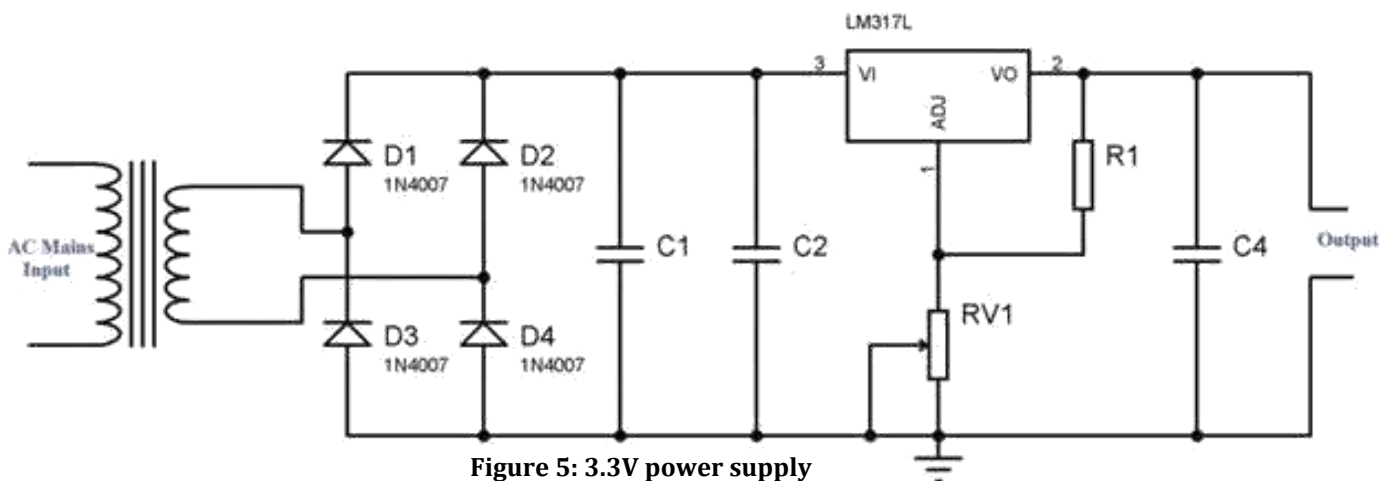 LM317L
3
VI
VO
2
ADJ
1
D1
1N4007
D2
1N4007
R1
AC Mains
Input
C1
C2
C4
Output
D3
1N4007
D4
1N4007
RV1
Figure 5: 3.3V power supply